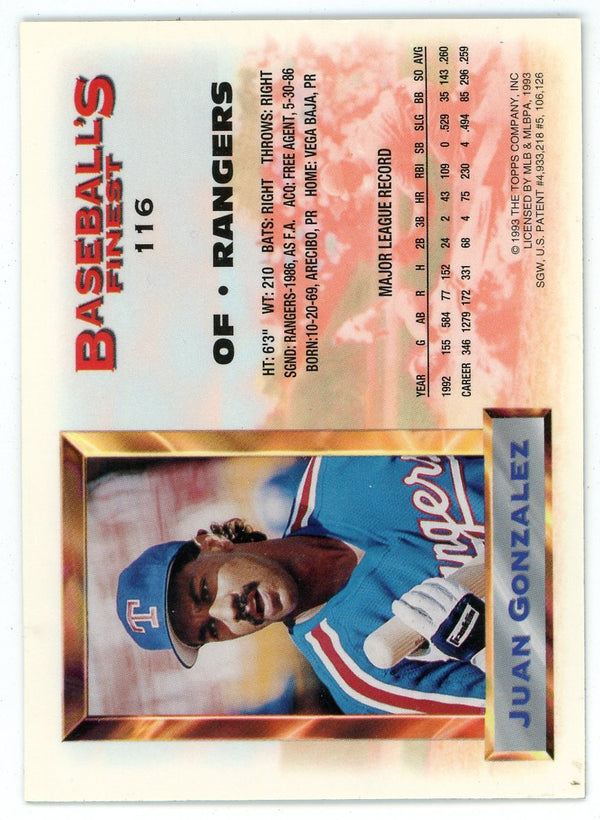 BASEBALL'S
FINEST
116
OF • RANGERS
HT: 6'3" WT: 210 BATS: RIGHT THROWS: RIGHT
SGND: RANGERS-1986, AS F.A. ACQ: FREE AGENT, 5-30-86
BORN:10-20-69, ARECIBO, PR HOME: VEGA BAJA, PR
MAJOR LEAGUE RECORD
YEAR G AB R H 2B 3B HR RBI SB SLG BB SO AVG
1992 155 584 77 152 24 2 43 109 0 .529 35 143 .260
CAREER 346 1279 172 331 68 4 75 230 4 .494 85 296 .259
© 1993 THE TOPPS COMPANY, INC
LICENSED BY MLB & MLBPA, 1993
SGW, U.S. PATENT #4,933,218 #5, 106,126
T
angers
JUAN GONZALEZ